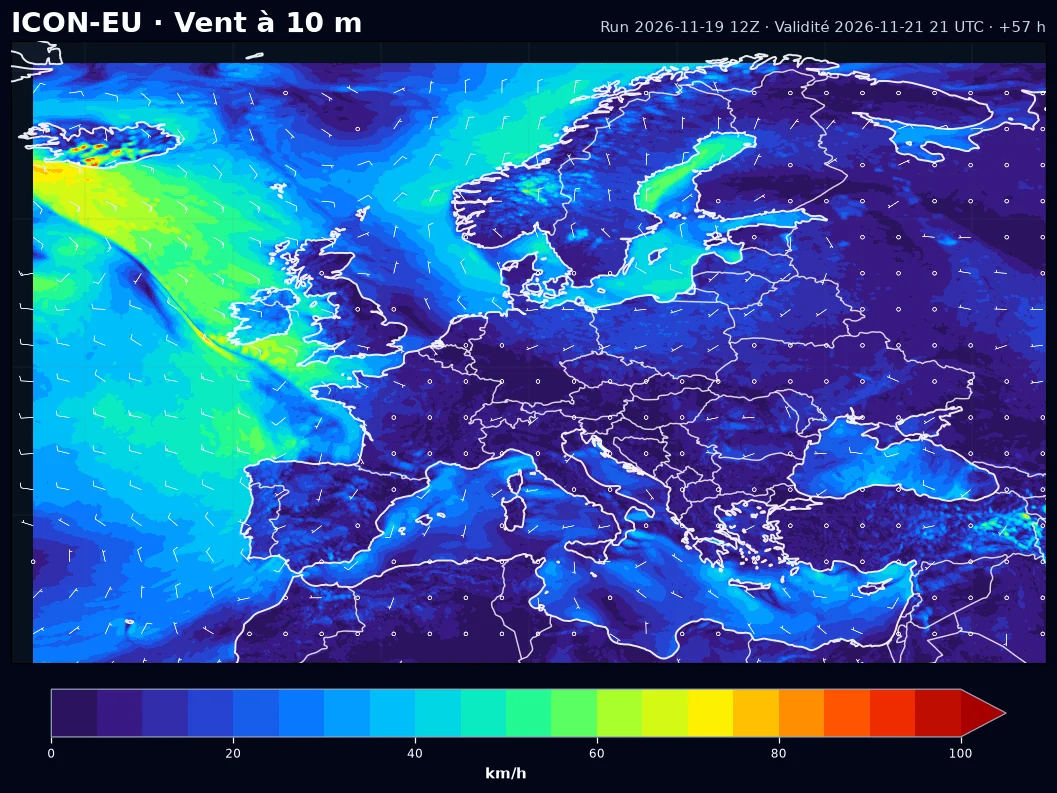 ICON-EU · Vent à 10 m
Run 2026-11-19 12Z · Validité 2026-11-21 21 UTC · +57 h
0 20 40 60 80 100
km/h